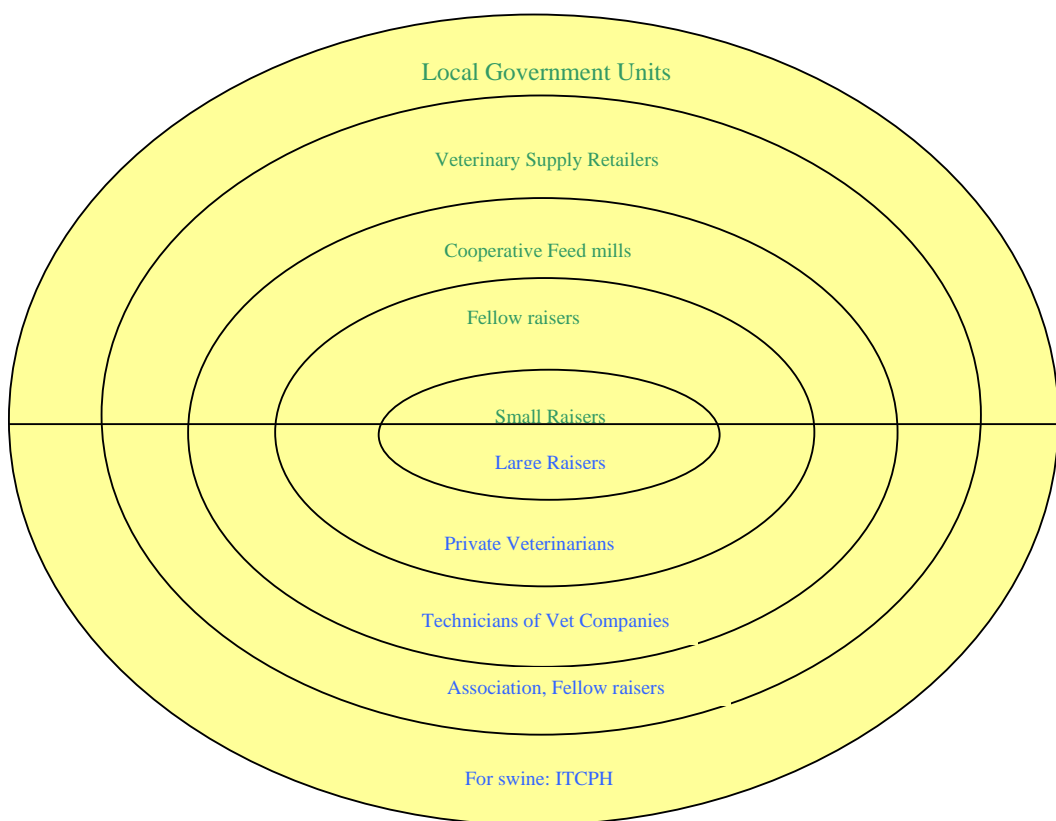 Local Government Units
Veterinary Supply Retailers
Cooperative Feed mills
Fellow raisers
Small Raisers
Large Raisers
Private Veterinarians
Technicians of Vet Companies
Association, Fellow raisers
For swine: ITCPH